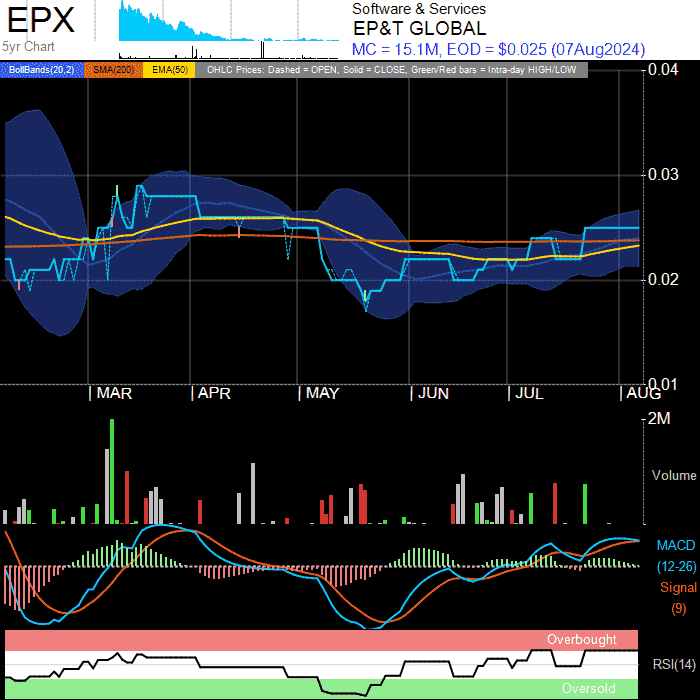 EPX
5yr Chart
Software & Services
EP&T GLOBAL
MC = 15.1M, EOD = $0.025 (07Aug2024)
BollBands(20,2) SMA(200) EMA(50) OHLC Prices: Dashed = OPEN, Solid = CLOSE, Green/Red bars = Intra-day HIGH/LOW
0.04
0.03
0.02
0.01
MAR APR MAY JUN JUL AUG
2M
Volume
MACD
(12-26)
Signal
(9)
Overbought
RSI(14)
Oversold